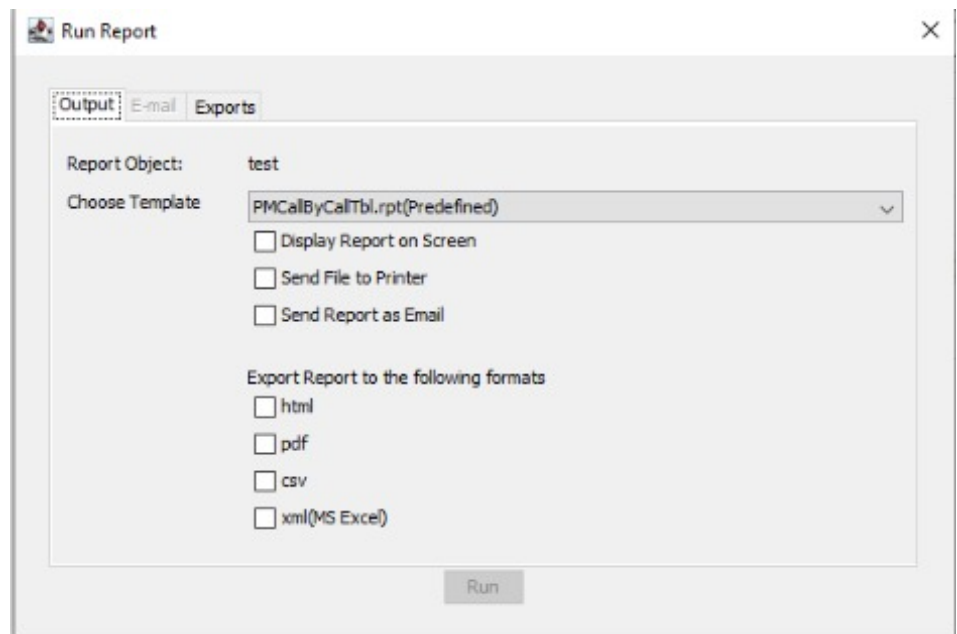 Run Report
Output E-mail Exports
Report Object: test
Choose Template PMCallByCallTbl.rpt(Predefined)
Display Report on Screen
Send File to Printer
Send Report as Email
Export Report to the following formats
html
pdf
csv
xml(MS Excel)
Run